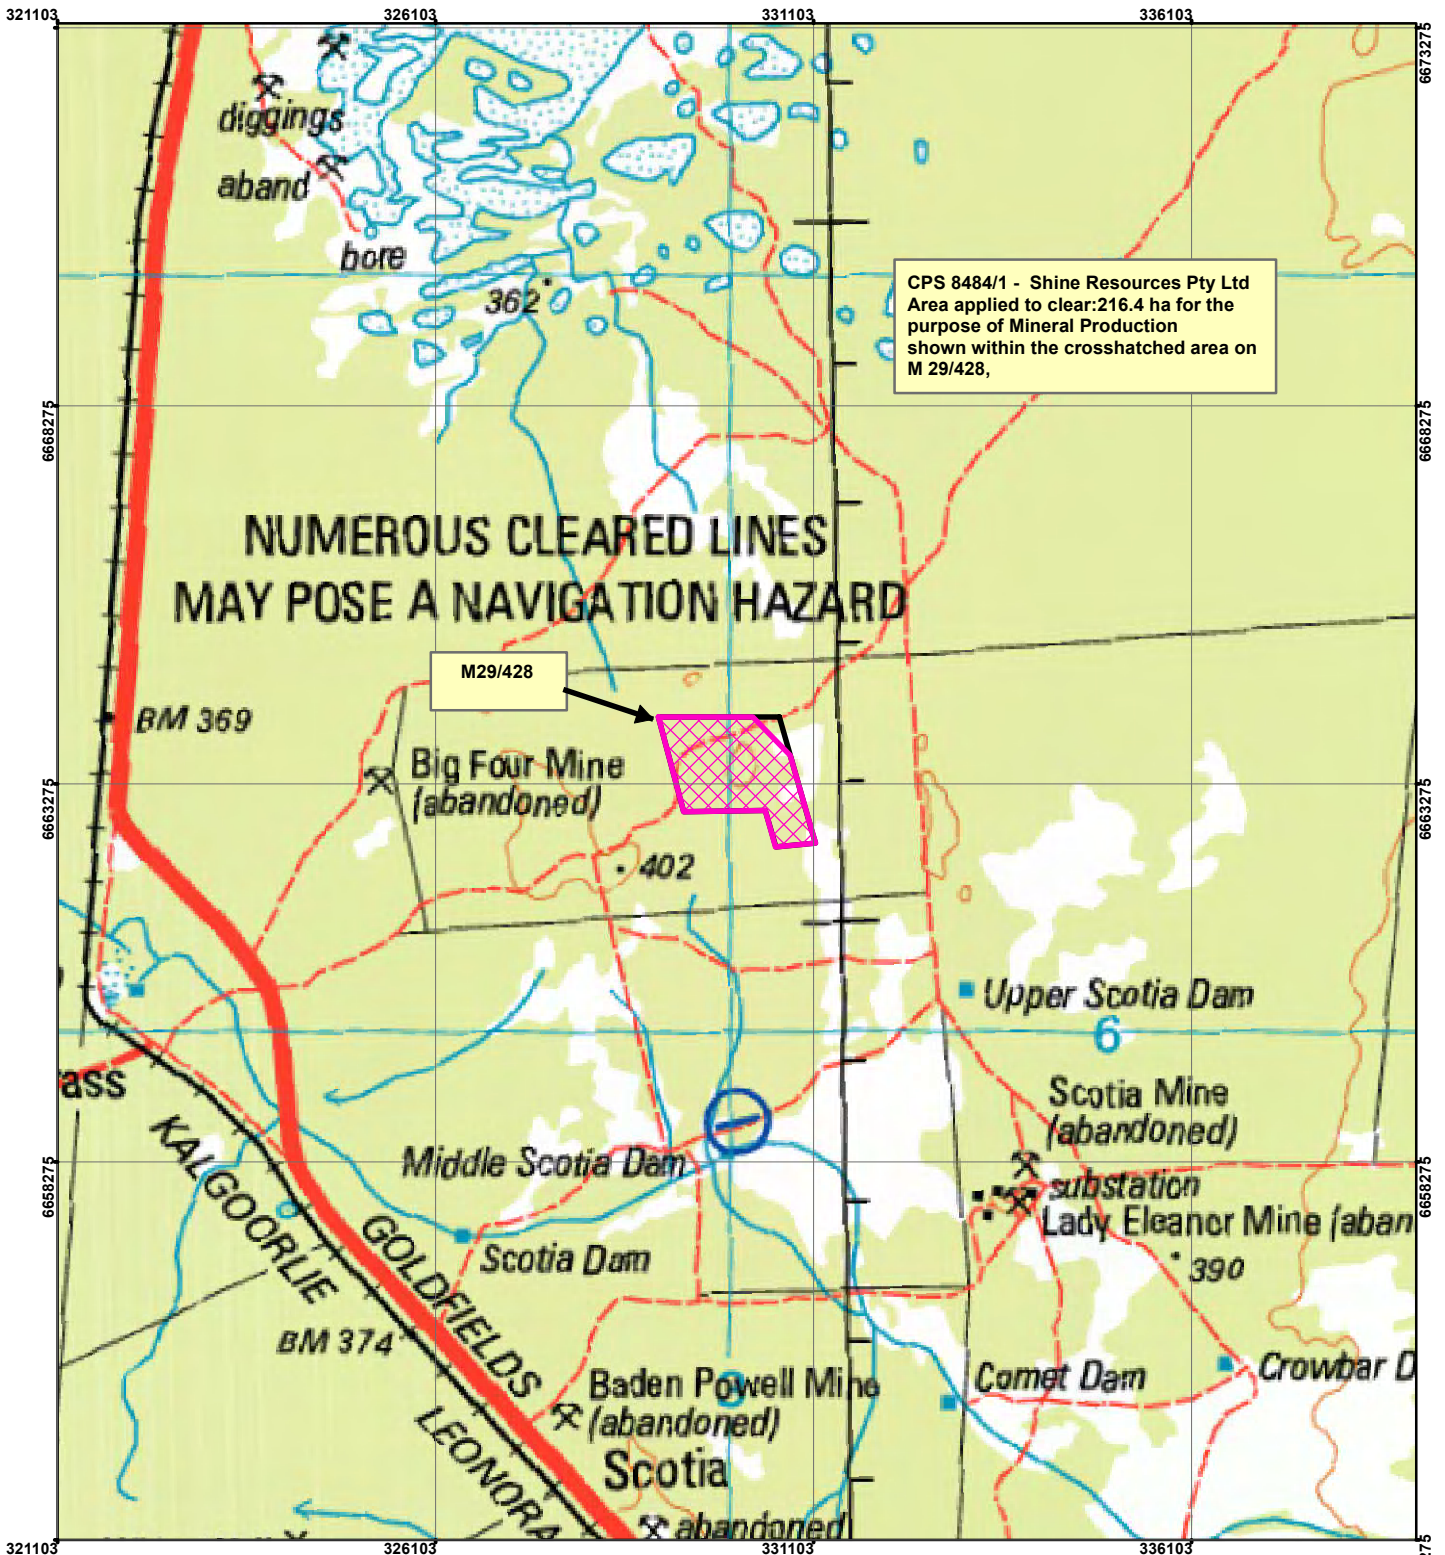 321103
326103
331103
336103
6673275
6673275
diggings
aband
bore
362
CPS 8484/1 - Shine Resources Pty Ltd
Area applied to clear:216.4 ha for the
purpose of Mineral Production
shown within the crosshatched area on
M 29/428,
6668275
6668275
NUMEROUS CLEARED LINES
MAY POSE A NAVIGATION HAZARD
M29/428
BM 369
Big Four Mine
(abandoned)
6663275
6663275
402
Upper Scotia Dam
6
rass
Scotia Mine
(abandoned)
KALGOORLIE
Middle Scotia Dam
6658275
6658275
substation
Lady Eleanor Mine (aban
390
GOLDFIELDS
Scotia Dam
BM 374
Baden Powell Mine
(abandoned)
Comet Dam
Crowbar D
LEONORA
Scotia
abandoned
321103
326103
331103
336103